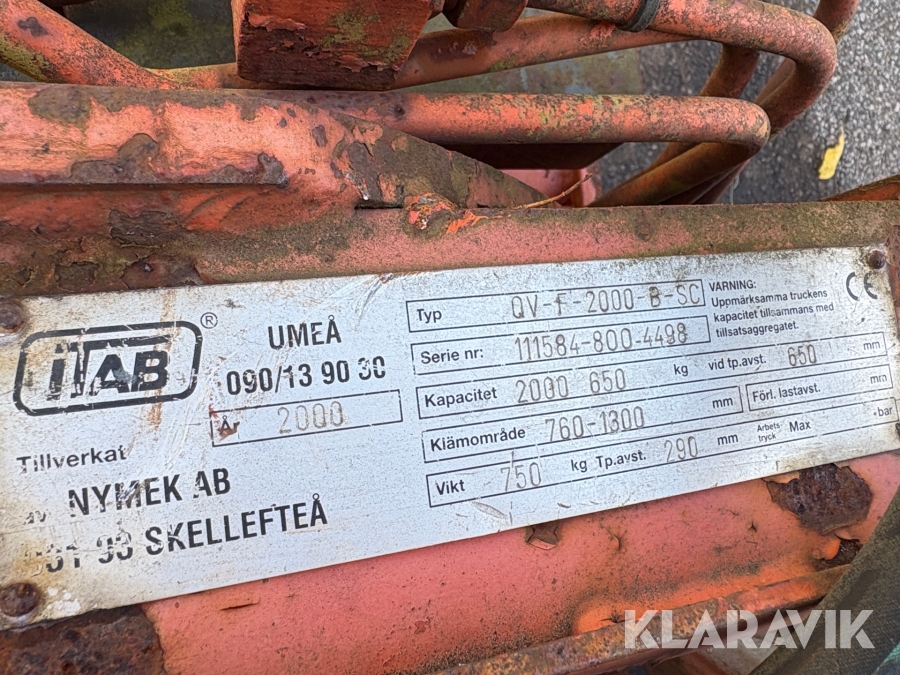 ITAB®
UMEÅ
090/13 90 30
År 2000
Tillverkat
av NYMEK AB
93 SKELLEFTEÅ
Typ QV-F-2000-B-SC
Serie nr: 111584-800-4498
Kapacitet 2000 650 kg vid tp.avst. 650 mm
Klämområde 760-1300 mm Förl. lastavst. mm
Vikt 750 kg Tp.avst. 290 mm Arbets tryck Max bar
VARNING:
Uppmärksamma truckens
kapacitet tillsammans med
tillsatsaggregatet.
CE
KLARAVIK